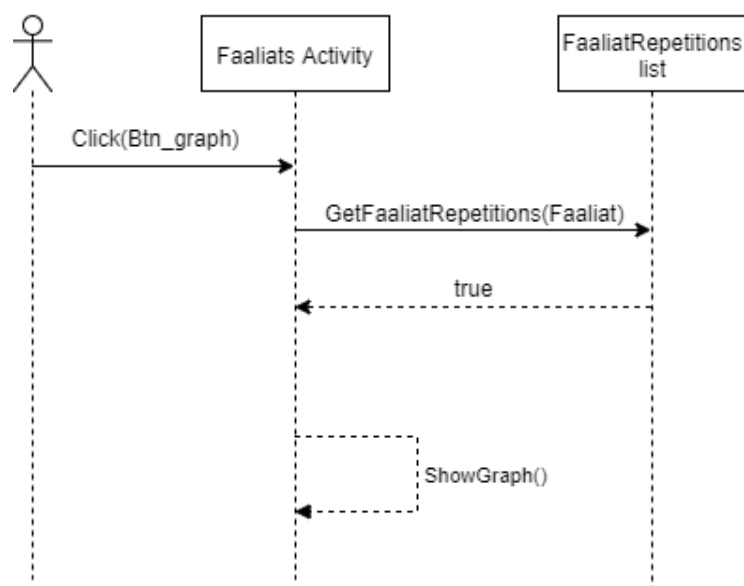 Faaliats Activity
FaaliatRepetitions
list
Click(Btn_graph)
GetFaaliatRepetitions(Faaliat)
true
ShowGraph()